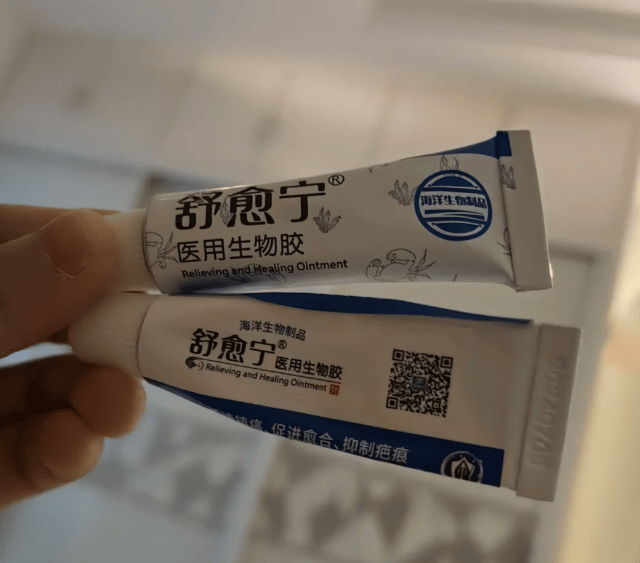 舒愈宁®
医用生物胶
Relieving and Healing Ointment
海洋生物制品
海洋生物制品
舒愈宁®
医用生物胶
Relieving and Healing Ointment
镇痛、促进愈合、抑制疤痕